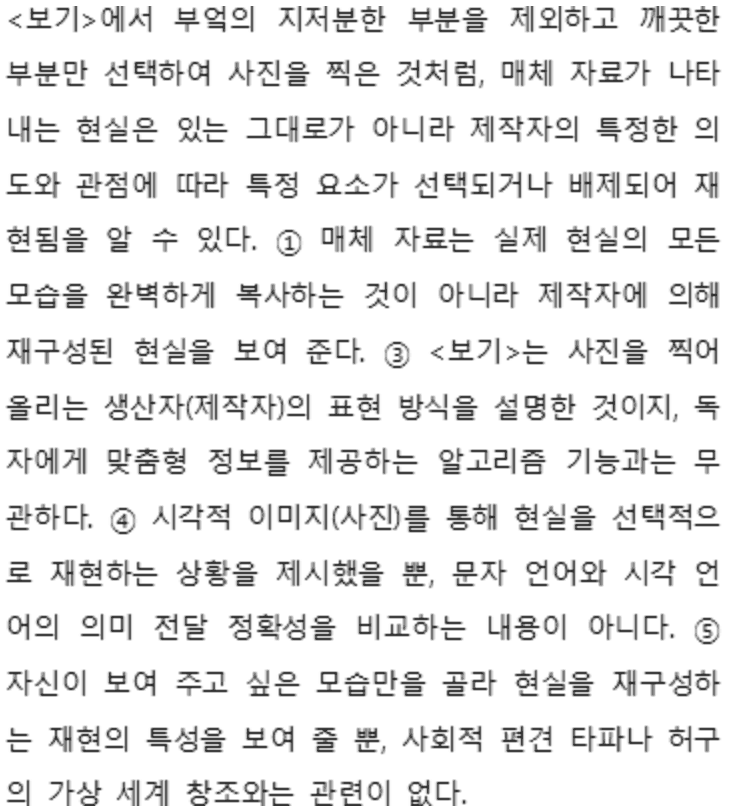 <보기>에서 부엌의 지저분한 부분을 제외하고 깨끗한
부분만 선택하여 사진을 찍은 것처럼, 매체 자료가 나타
내는 현실은 있는 그대로가 아니라 제작자의 특정한 의
도와 관점에 따라 특정 요소가 선택되거나 배제되어 재
현됨을 알 수 있다. ① 매체 자료는 실제 현실의 모든
모습을 완벽하게 복사하는 것이 아니라 제작자에 의해
재구성된 현실을 보여 준다. ③ <보기>는 사진을 찍어
올리는 생산자(제작자)의 표현 방식을 설명한 것이지, 독
자에게 맞춤형 정보를 제공하는 알고리즘 기능과는 무
관하다. ④ 시각적 이미지(사진)를 통해 현실을 선택적으
로 재현하는 상황을 제시했을 뿐, 문자 언어와 시각 언
어의 의미 전달 정확성을 비교하는 내용이 아니다. ⑤
자신이 보여 주고 싶은 모습만을 골라 현실을 재구성하
는 재현의 특성을 보여 줄 뿐, 사회적 편견 타파나 허구
의 가상 세계 창조와는 관련이 없다.